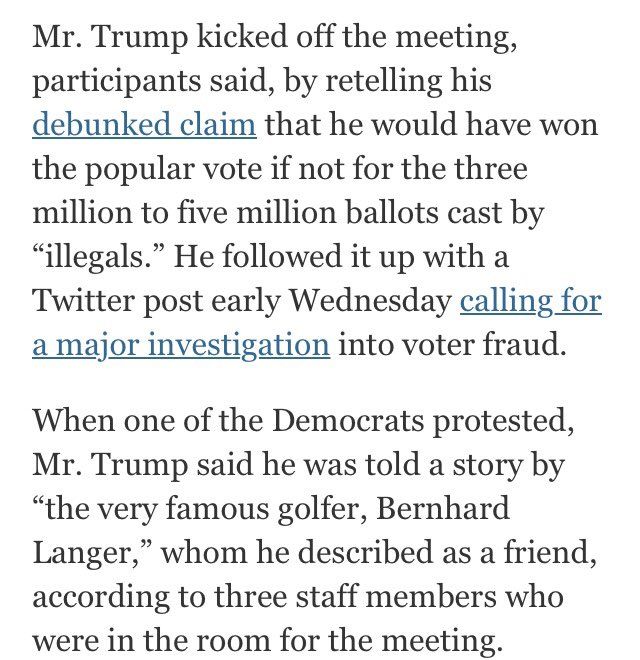 Mr. Trump kicked off the meeting,
participants said, by retelling his
debunked claim that he would have won
the popular vote if not for the three
million to five million ballots cast by
“illegals.” He followed it up with a
Twitter post early Wednesday calling for
a major investigation into voter fraud.
When one of the Democrats protested,
Mr. Trump said he was told a story by
“the very famous golfer, Bernhard
Langer,” whom he described as a friend,
according to three staff members who
were in the room for the meeting.